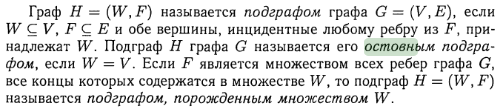 Граф H = (W, F) называется подграфом графа G = (V, E), если
W ⊆ V, F ⊆ E и обе вершины, инцидентные любому ребру из F, при-
надлежат W. Подграф H графа G называется его остовным подгра-
фом, если W = V. Если F является множеством всех ребер графа G,
все концы которых содержатся в множестве W, то подграф H = (W, F)
называется подграфом, порожденным множеством W.